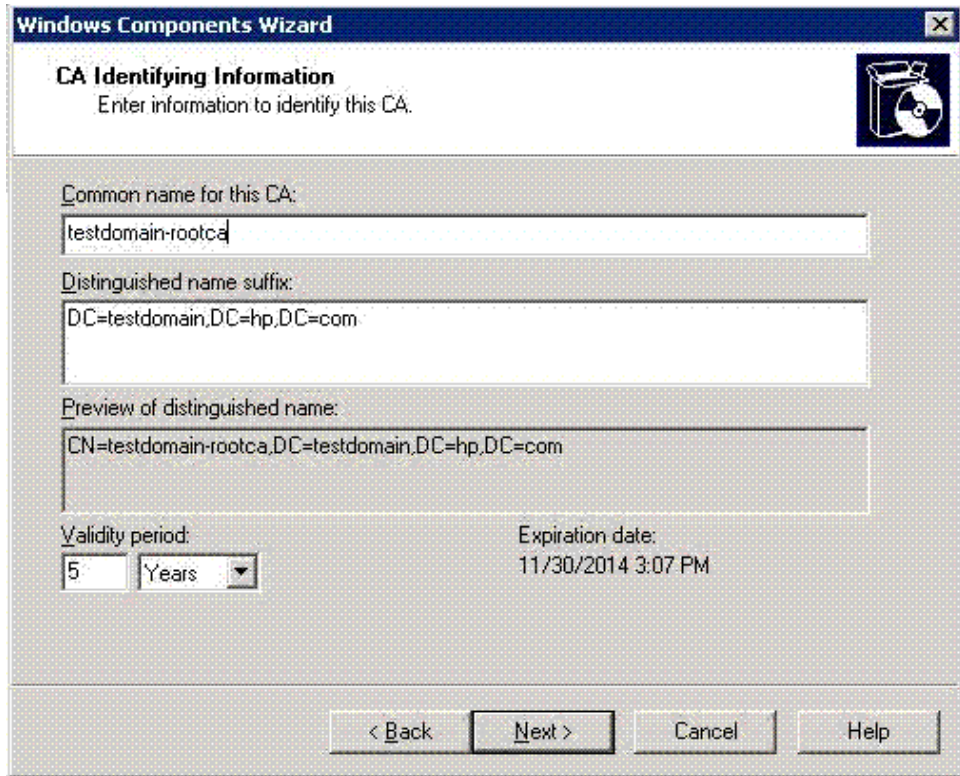 Windows Components Wizard
CA Identifying Information
Enter information to identify this CA.
Common name for this CA:
testdomain-rootca
Distinguished name suffix:
DC=testdomain,DC=hp,DC=com
Preview of distinguished name:
CN=testdomain-rootca,DC=testdomain,DC=hp,DC=com
Validity period:
Expiration date:
5 Years
11/30/2014 3:07 PM
< Back Next > Cancel Help